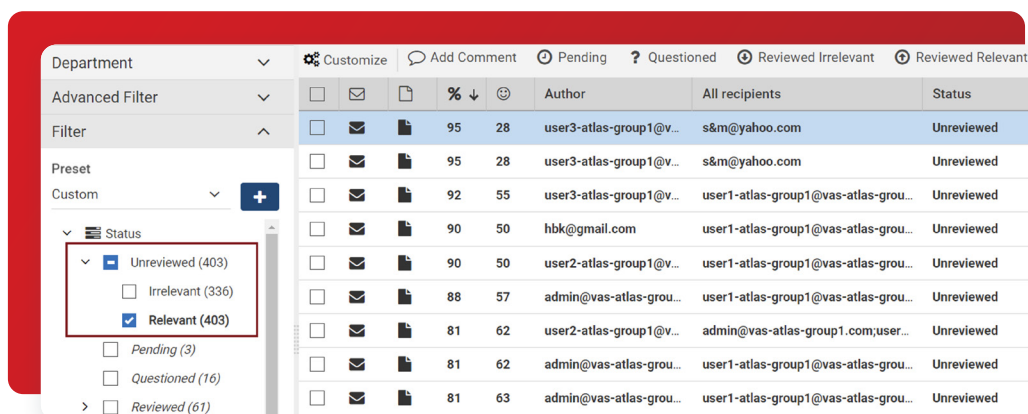 Department
Advanced Filter
Filter
Preset
Custom
Status
Unreviewed (403)
Irrelevant (336)
Relevant (403)
Pending (3)
Questioned (16)
Reviewed (61)
Customize Add Comment Pending ? Questioned Reviewed Irrelevant Reviewed Relevant
% Author All recipients Status
95 28 user3-atlas-group1@v... s&m@yahoo.com Unreviewed
95 28 user3-atlas-group1@v... s&m@yahoo.com Unreviewed
92 55 user3-atlas-group1@v... user1-atlas-group1@vas-atlas-grou... Unreviewed
90 50 hbk@gmail.com user1-atlas-group1@vas-atlas-grou... Unreviewed
90 50 user2-atlas-group1@v... user1-atlas-group1@vas-atlas-grou... Unreviewed
88 57 admin@vas-atlas-grou... user1-atlas-group1@vas-atlas-grou... Unreviewed
81 62 user2-atlas-group1@v... admin@vas-atlas-group1.com;user... Unreviewed
81 62 admin@vas-atlas-grou... user1-atlas-group1@vas-atlas-grou... Unreviewed
81 63 admin@vas-atlas-grou... user1-atlas-group1@vas-atlas-grou... Unreviewed